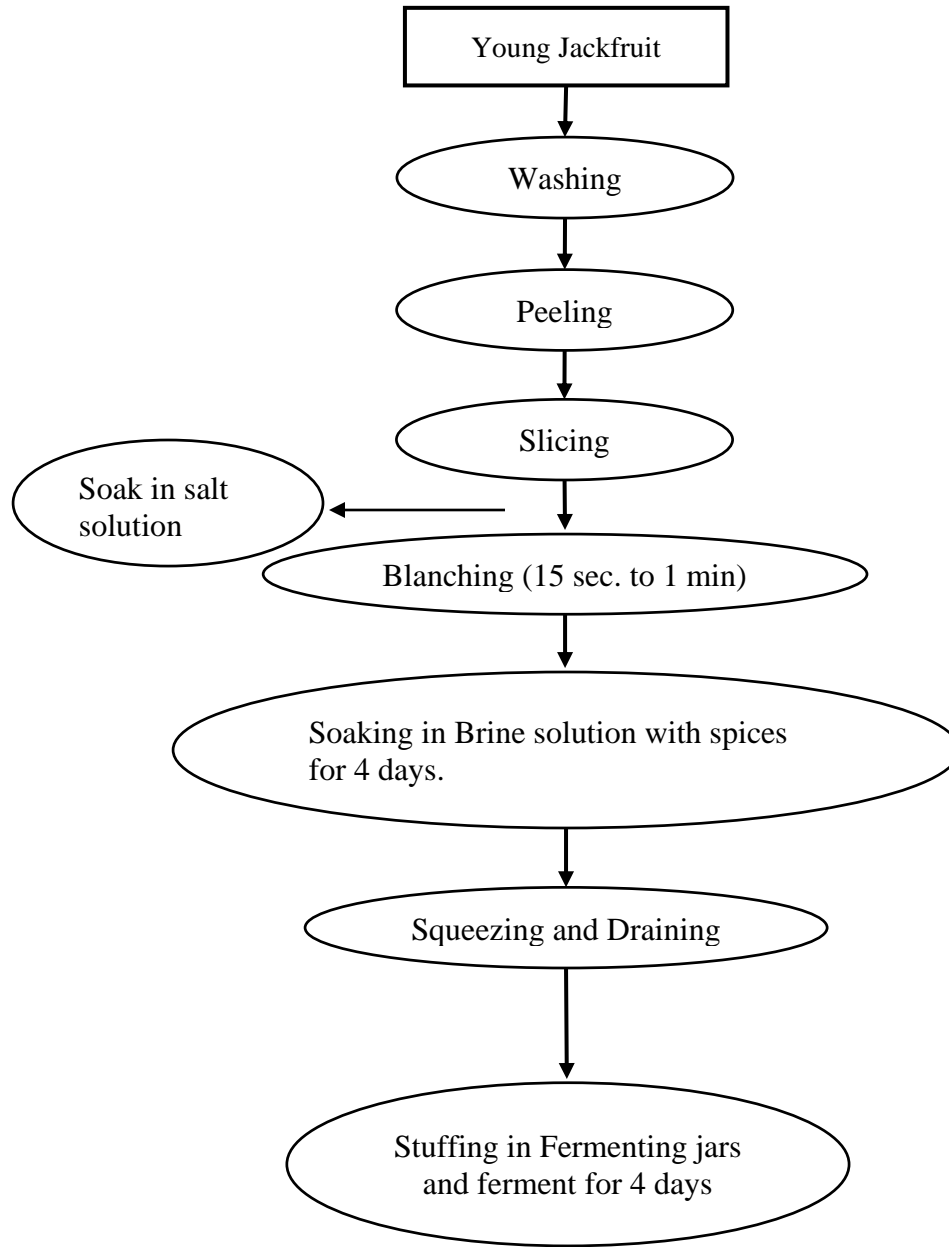 Young Jackfruit
Washing
Peeling
Slicing
Soak in salt
solution
Blanching (15 sec. to 1 min)
Soaking in Brine solution with spices
for 4 days.
Squeezing and Draining
Stuffing in Fermenting jars
and ferment for 4 days